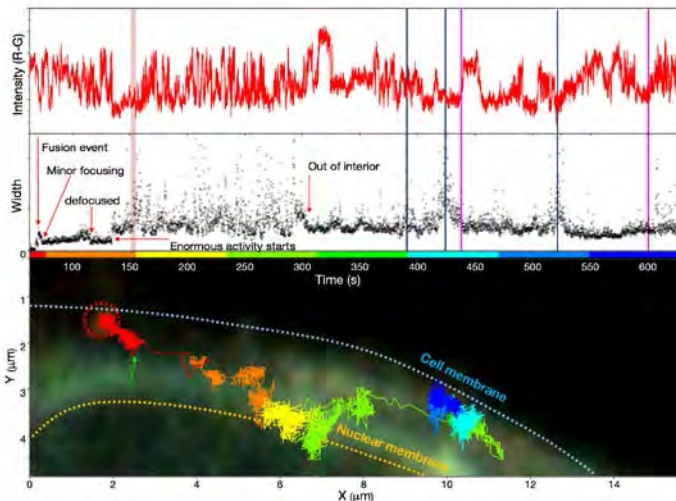 Intensity (R-G)
Width
Fusion event
Minor focusing
defocused
Out of interior
Enormous activity starts
0
100 150 200 250 300 350 400 450 500 550 600
Time (s)
Y (μm)
1
2
3
4
Cell membrane
Nuclear membrane
0 2 4 6 8 10 12 14
X (μm)